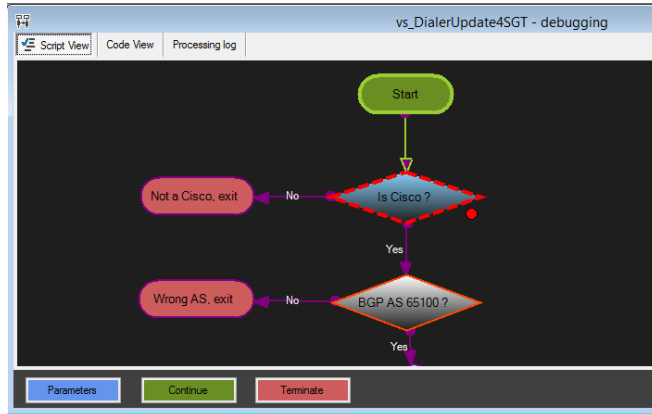 vs_DialerUpdate4SGT - debugging
Script View
Code View
Processing log
Start
Not a Cisco, exit
No
Is Cisco ?
Yes
Wrong AS, exit
No
BGP AS 65100 ?
Yes
Parameters
Continue
Terminate